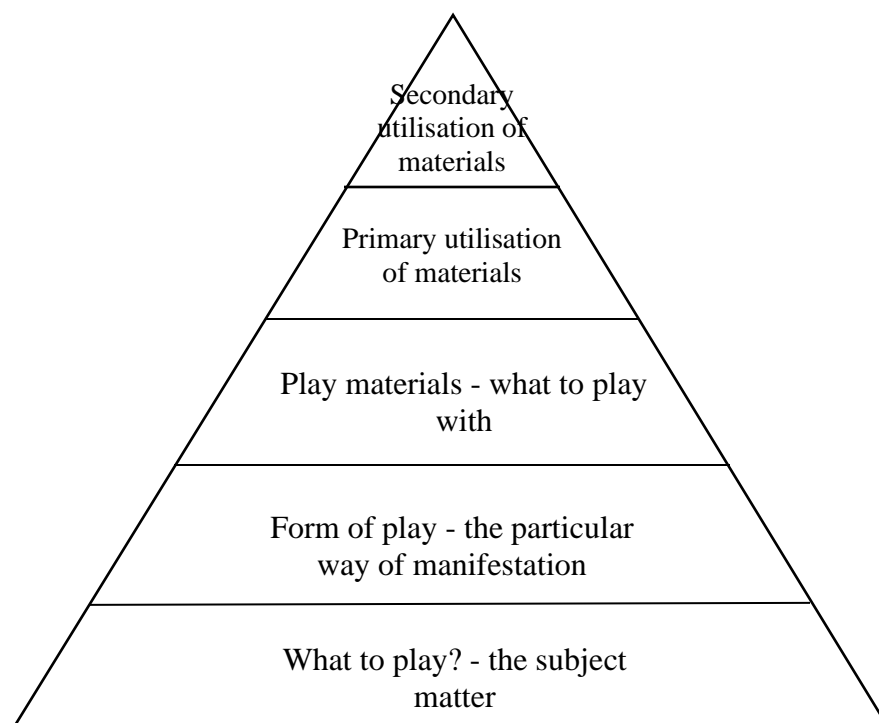 Secondary
utilisation of
materials
Primary utilisation
of materials
Play materials - what to play
with
Form of play - the particular
way of manifestation
What to play? - the subject
matter